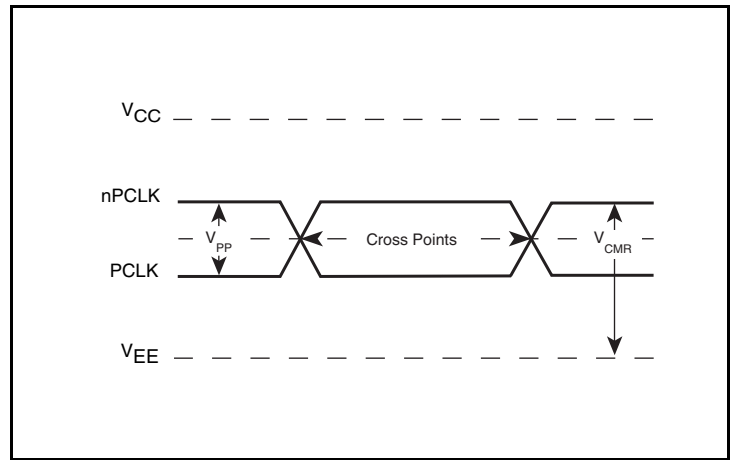 VCC
nPCLK
VPP
Cross Points
VCMR
PCLK
VEE